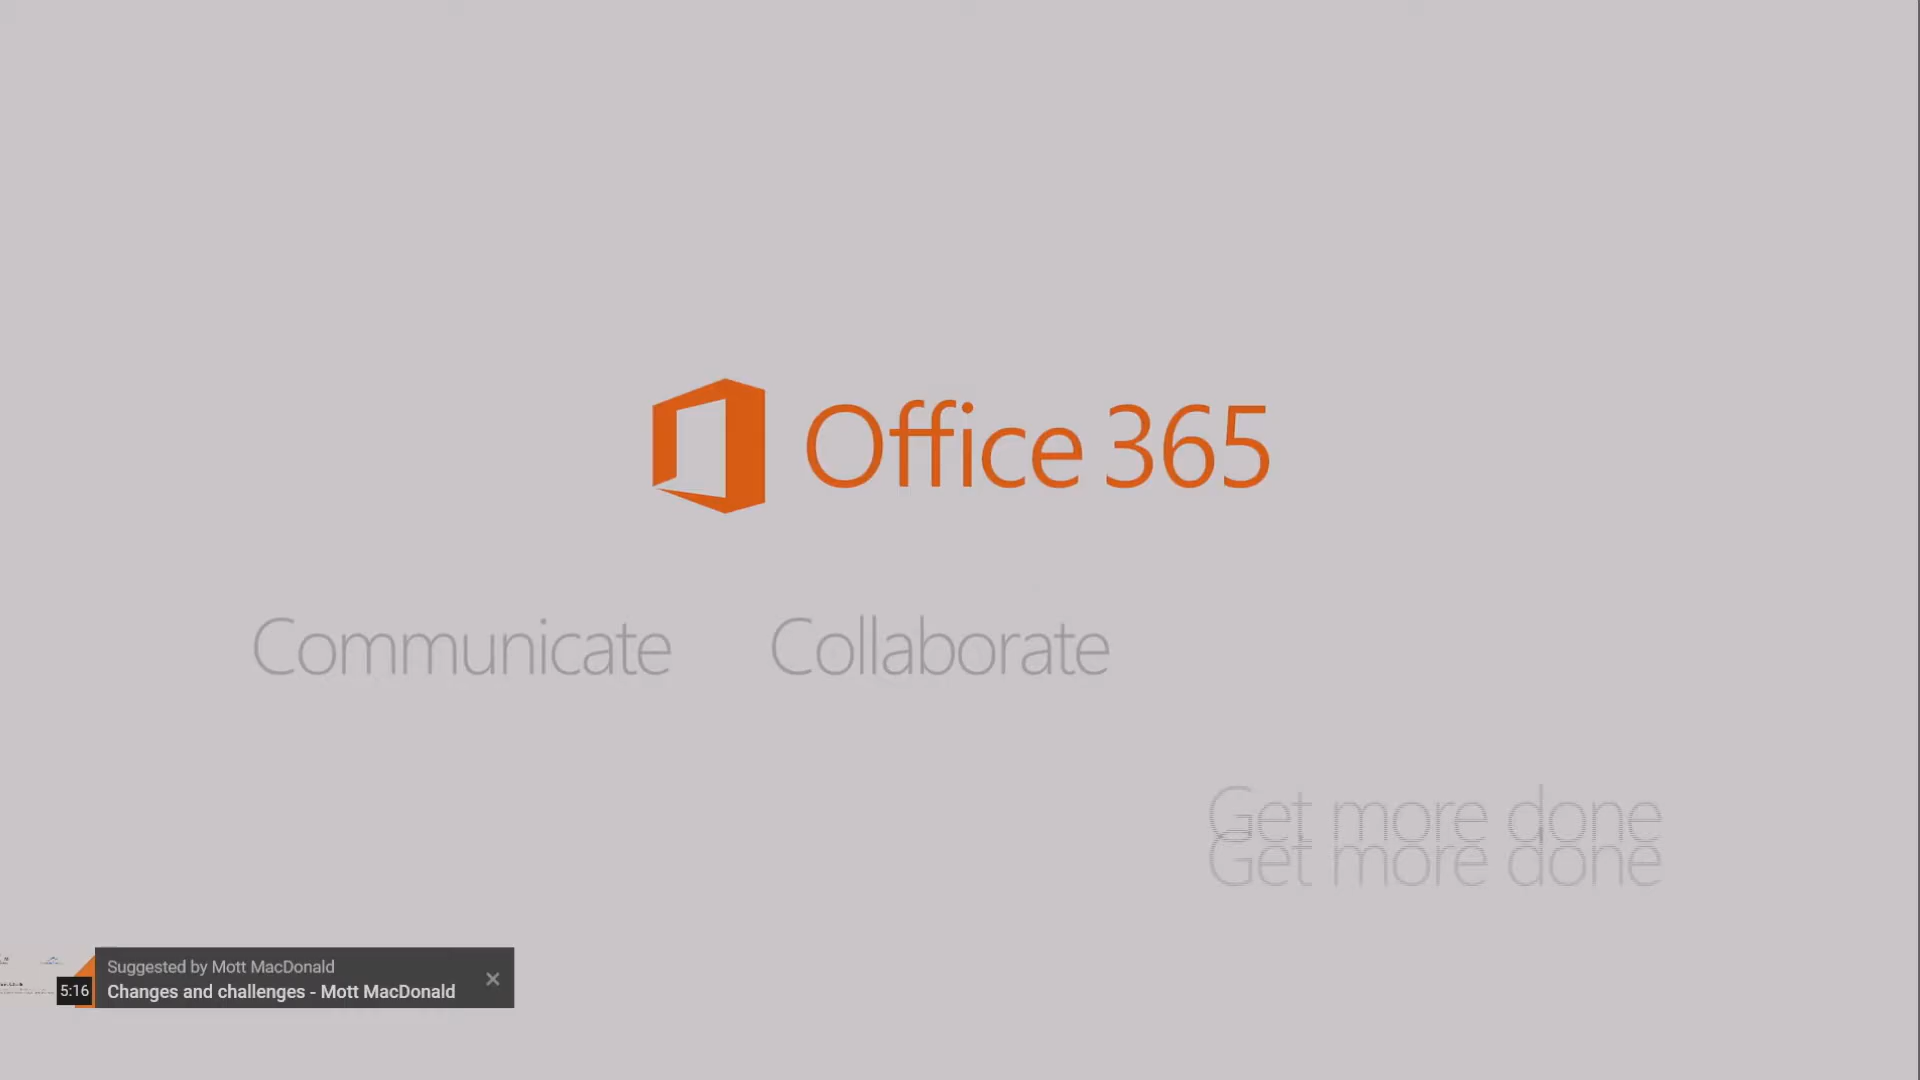 Office 365
Communicate Collaborate
Get more done
Get more done
Suggested by Mott MacDonald
5:16
Changes and challenges - Mott MacDonald